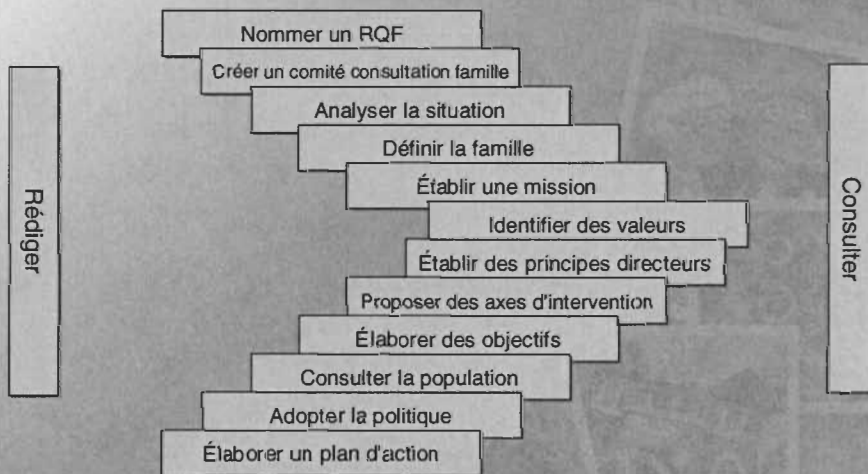 Nommer un RQF
Créer un comité consultation famille
Analyser la situation
Définir la famille
Établir une mission
Identifier des valeurs
Établir des principes directeurs
Proposer des axes d'intervention
Élaborer des objectifs
Consulter la population
Adopter la politique
Élaborer un plan d'action
Rédiger
Consulter